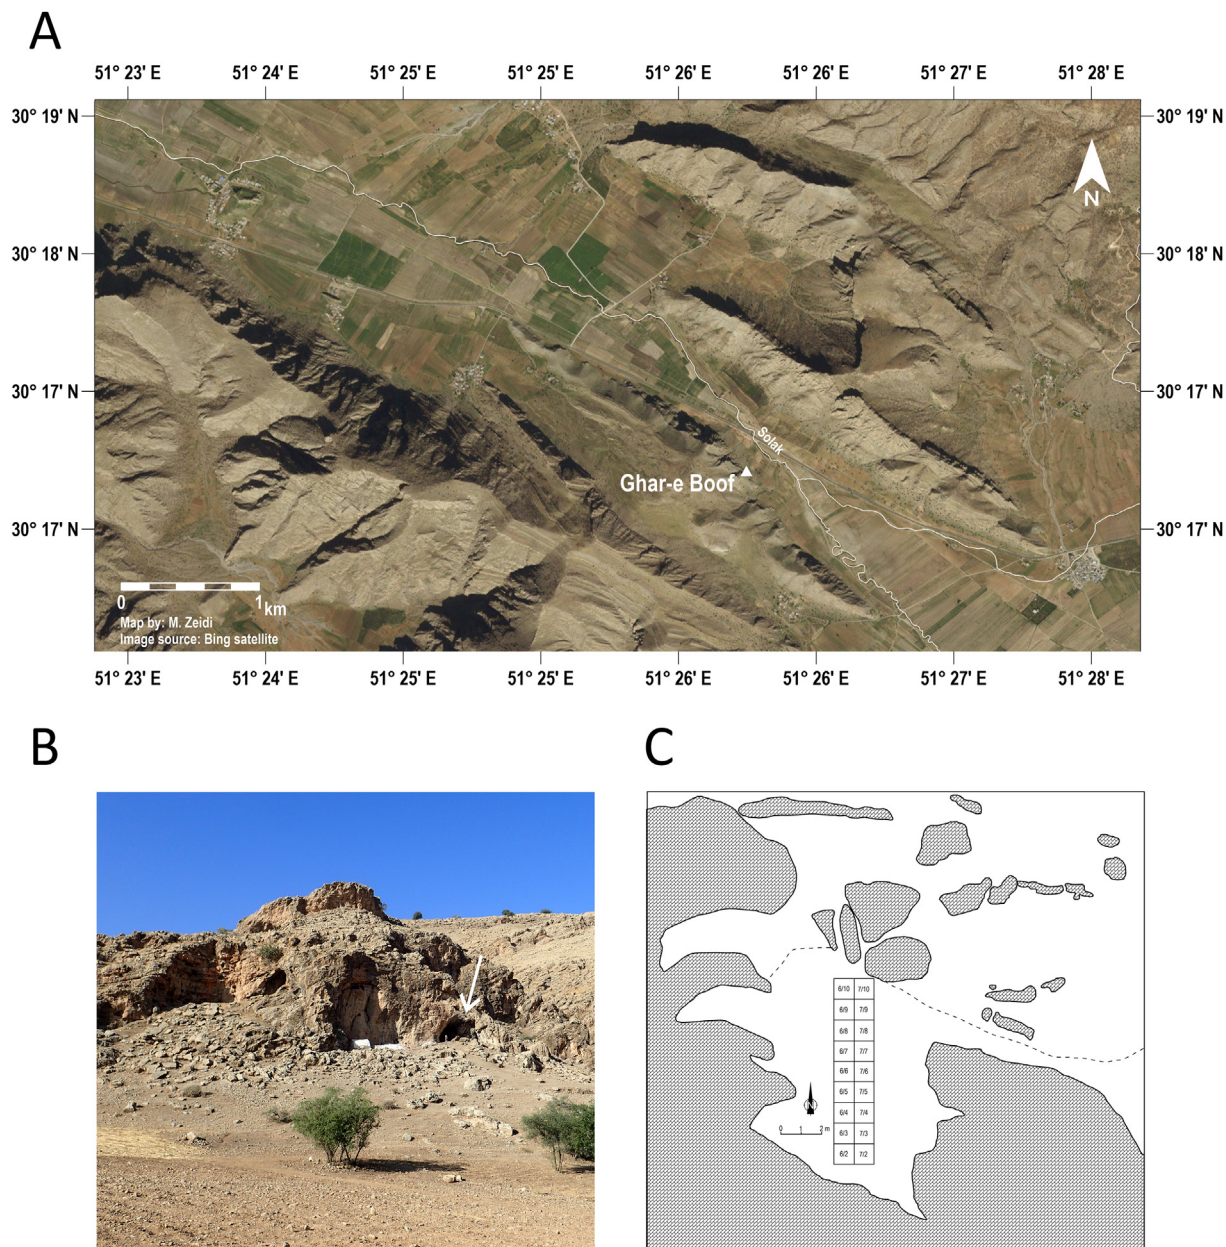 A
51° 23' E 51° 24' E 51° 25' E 51° 25' E 51° 26' E 51° 26' E 51° 27' E 51° 28' E
30° 19' N 30° 19' N
N
30° 18' N 30° 18' N
30° 17' N 30° 17' N
Solak
Ghar-e Boof
30° 17' N 30° 17' N
0 1 km
Map by: M. Zeidi
Image source: Bing satellite
51° 23' E 51° 24' E 51° 25' E 51° 25' E 51° 26' E 51° 26' E 51° 27' E 51° 28' E
B
C
6/10 7/10
6/9 7/9
6/8 7/8
6/7 7/7
6/6 7/6
6/5 7/5
N
6/4 7/4
0 1 2 m
6/3 7/3
6/2 7/2